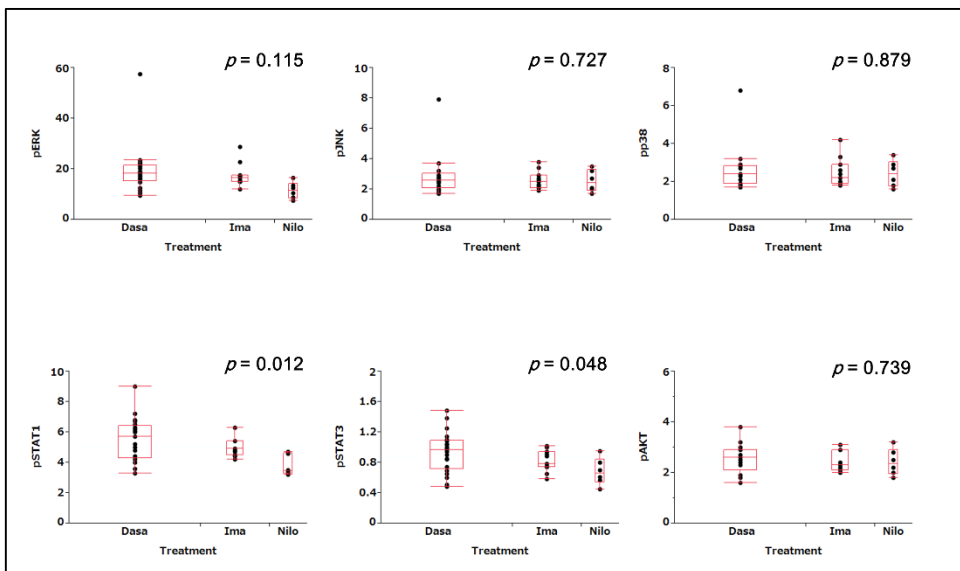 p = 0.115
pERK
60
40
20
0
Dasa Ima Nilo
Treatment
p = 0.727
pJNK
10
8
6
4
2
0
Dasa Ima Nilo
Treatment
p = 0.879
pp38
8
6
4
2
0
Dasa Ima Nilo
Treatment
p = 0.012
pSTAT1
10
8
6
4
2
0
Dasa Ima Nilo
Treatment
p = 0.048
pSTAT3
2
1.6
1.2
0.8
0.4
0
Dasa Ima Nilo
Treatment
p = 0.739
pAKT
6
4
2
0
Dasa Ima Nilo
Treatment